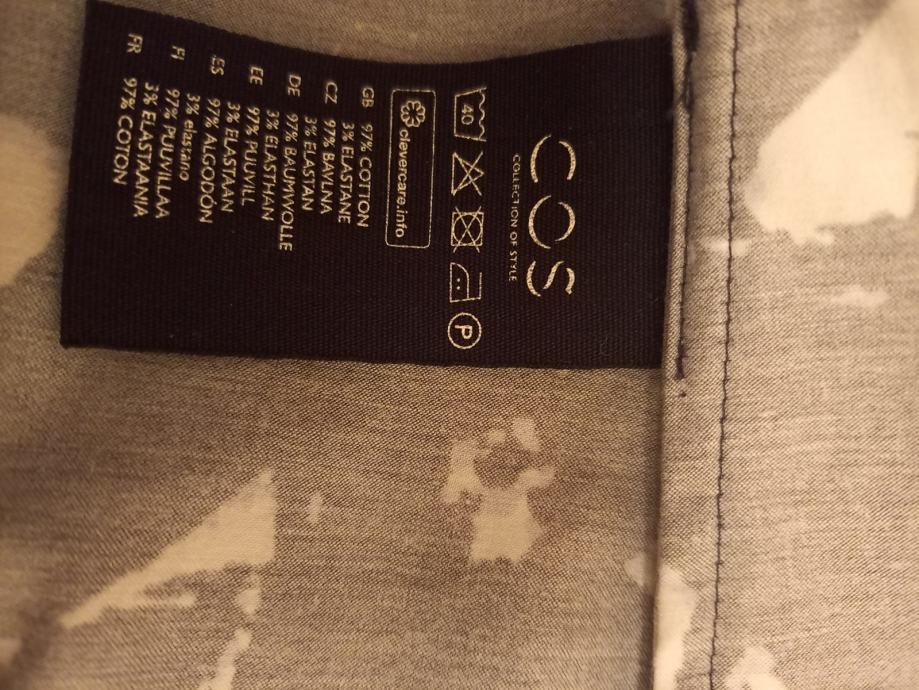 COS
COLLECTION OF STYLE
40
P
clevercare.info
GB 97% COTTON
3% ELASTANE
CZ 97% BAVLNA
3% ELASTAN
DE 97% BAUMWOLLE
3% ELASTHAN
EE 97% PUUVILL
3% ELASTAAN
ES 97% ALGODÓN
3% elastano
FI 97% PUUVILLAA
3% ELASTAANIA
FR 97% COTON